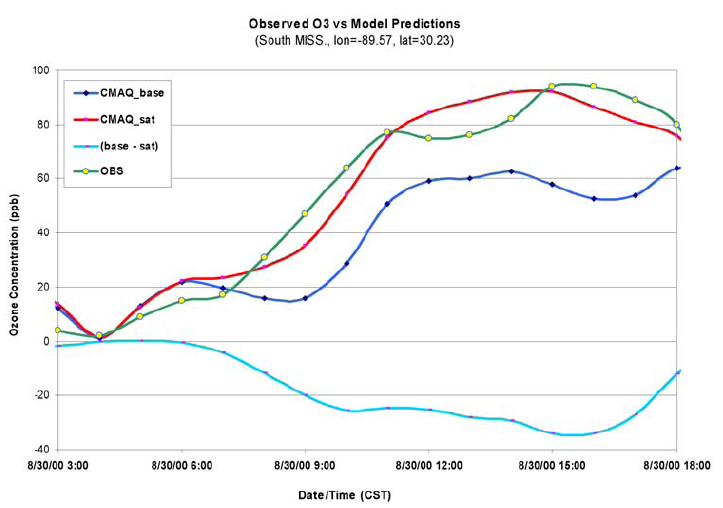 Observed O3 vs Model Predictions
(South MISS., lon=-89.57, lat=30.23)
100
80
60
40
20
0
-20
-40
CMAQ_base
CMAQ_sat
(base - sat)
OBS
Ozone Concentration (ppb)
8/30/00 3:00 8/30/00 6:00 8/30/00 9:00 8/30/00 12:00 8/30/00 15:00 8/30/00 18:00
Date/Time (CST)